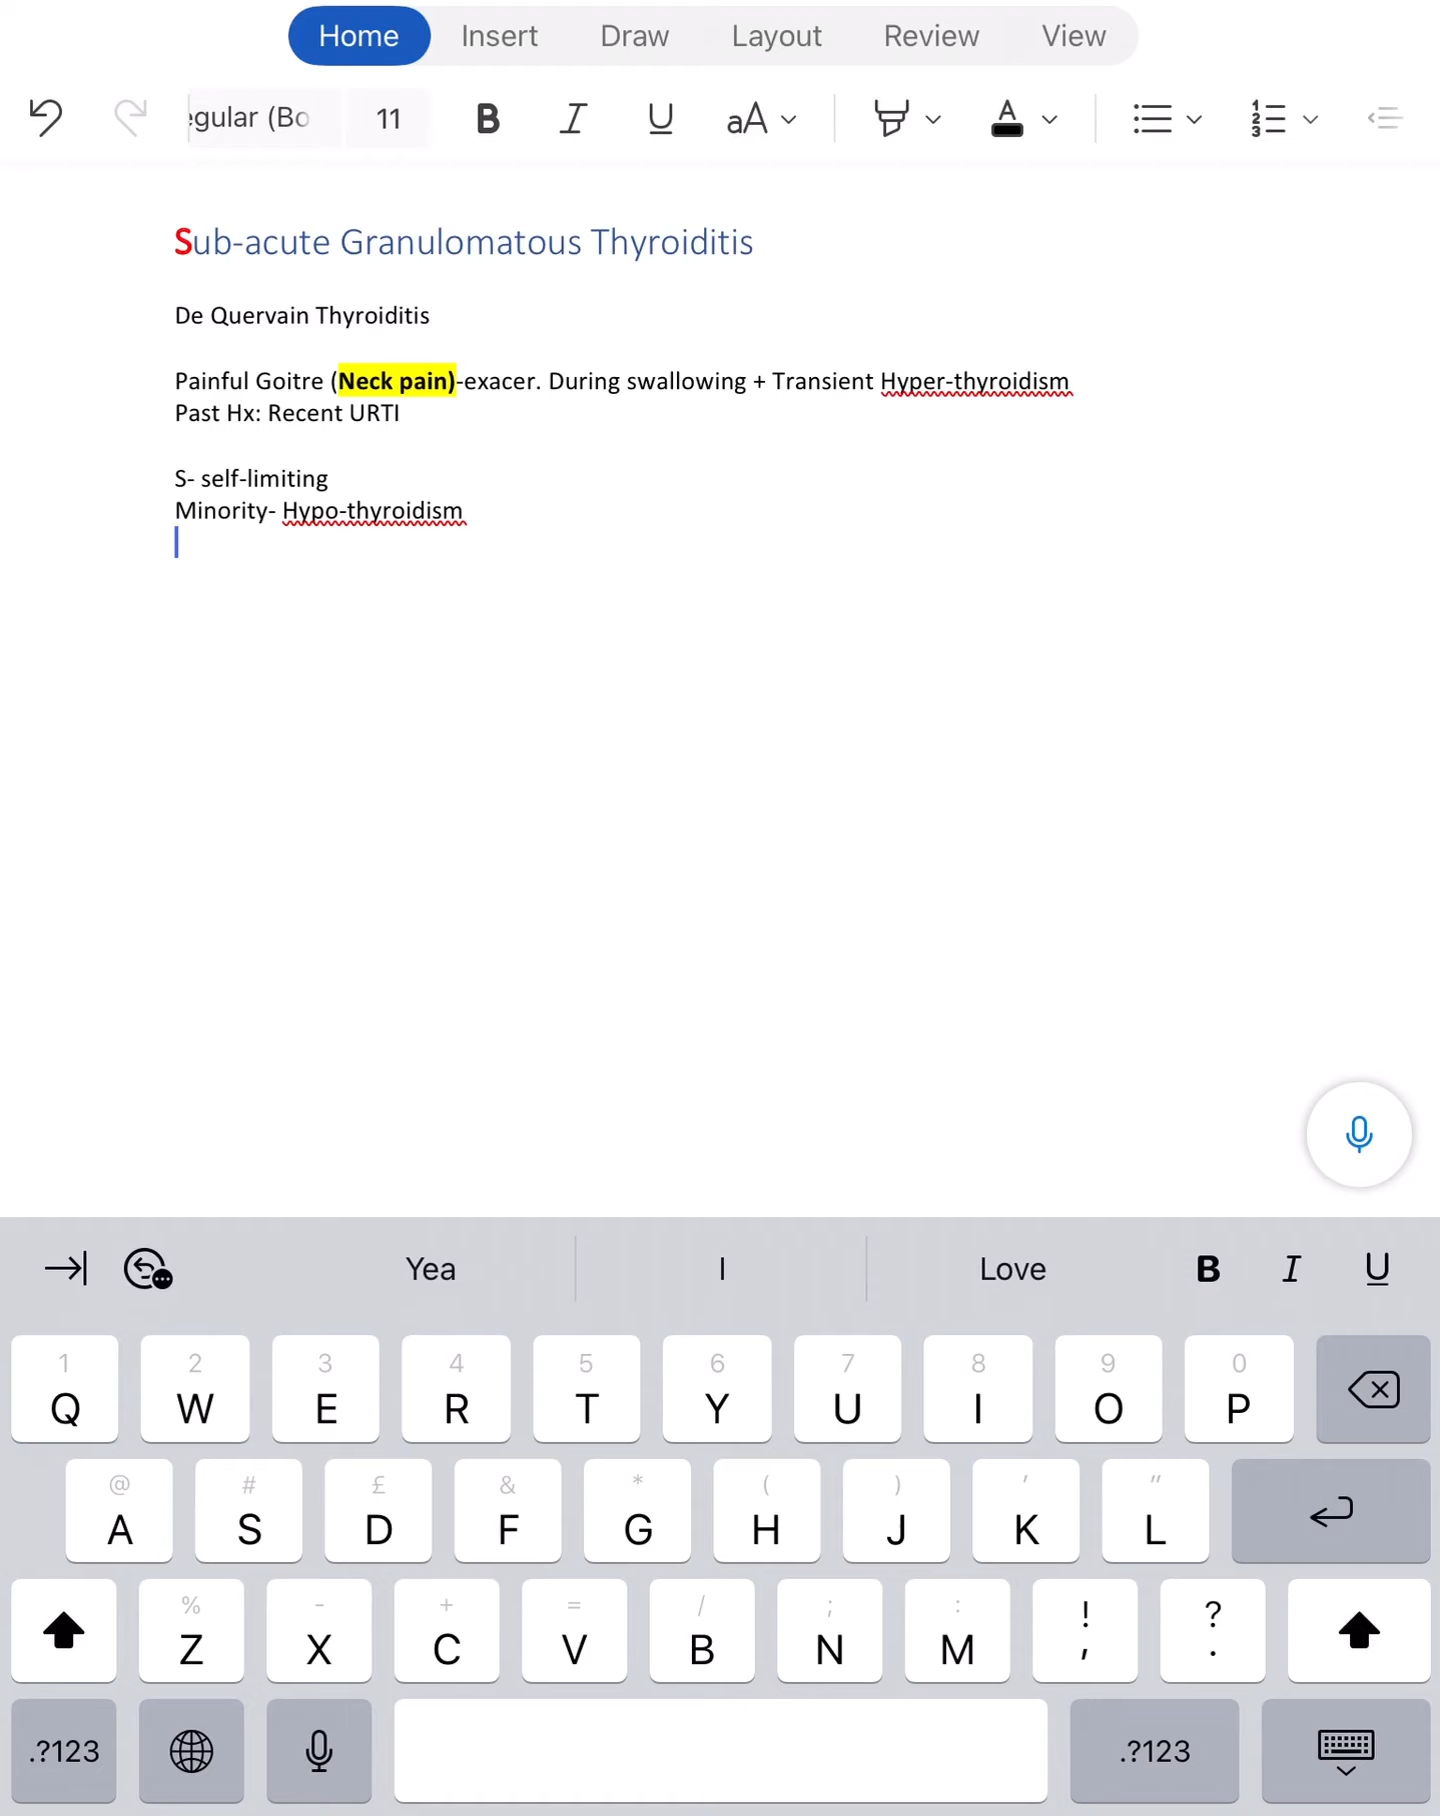 Home Insert Draw Layout Review View
egular (Bo 11 B I U aA A
Sub-acute Granulomatous Thyroiditis
De Quervain Thyroiditis
Painful Goitre (Neck pain)-exacer. During swallowing + Transient Hyper-thyroidism
Past Hx: Recent URTI
S- self-limiting
Minority- Hypo-thyroidism
Yea I Love B I U
1 2 3 4 5 6 7 8 9 0
Q W E R T Y U I O P
@ # £ & * ( ) ' "
A S D F G H J K L
% - + = / ; : ! ?
Z X C V B N M , .
.?123 .?123